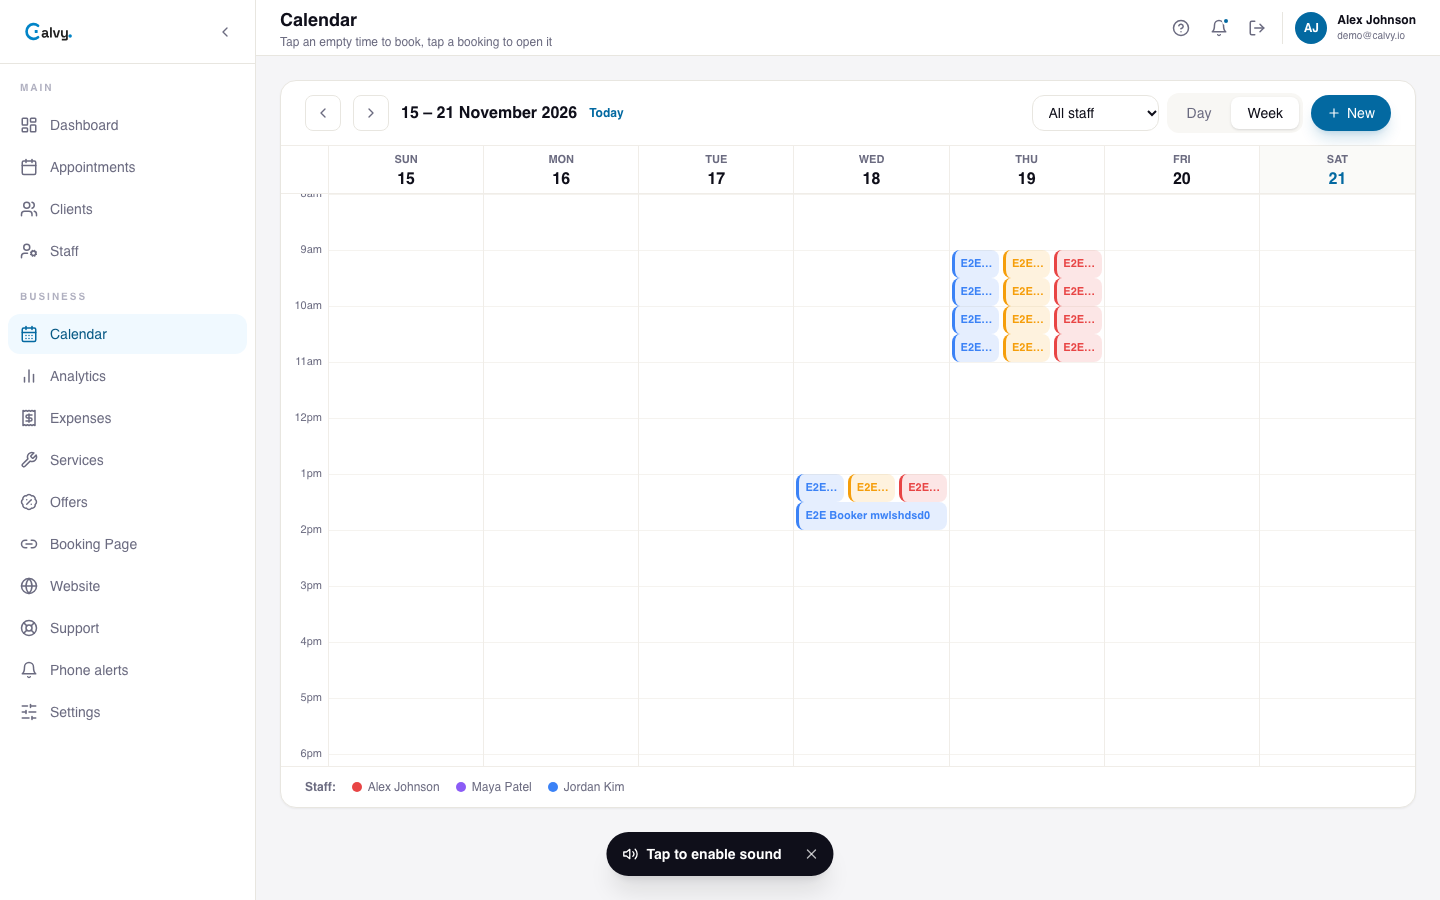 Calvy.
MAIN
Dashboard
Appointments
Clients
Staff
BUSINESS
Calendar
Analytics
Expenses
Services
Offers
Booking Page
Website
Support
Phone alerts
Settings
Calendar
Tap an empty time to book, tap a booking to open it
AJ
Alex Johnson
demo@calvy.io
15 – 21 November 2026 Today
All staff
Day
Week
+ New
SUN MON TUE WED THU FRI SAT
15 16 17 18 19 20 21
8am
9am
E2E... E2E... E2E...
E2E... E2E... E2E...
10am
E2E... E2E... E2E...
E2E... E2E... E2E...
11am
12pm
1pm
E2E... E2E... E2E...
E2E Booker mwlshdsd0
2pm
3pm
4pm
5pm
6pm
Staff: Alex Johnson Maya Patel Jordan Kim
Tap to enable sound